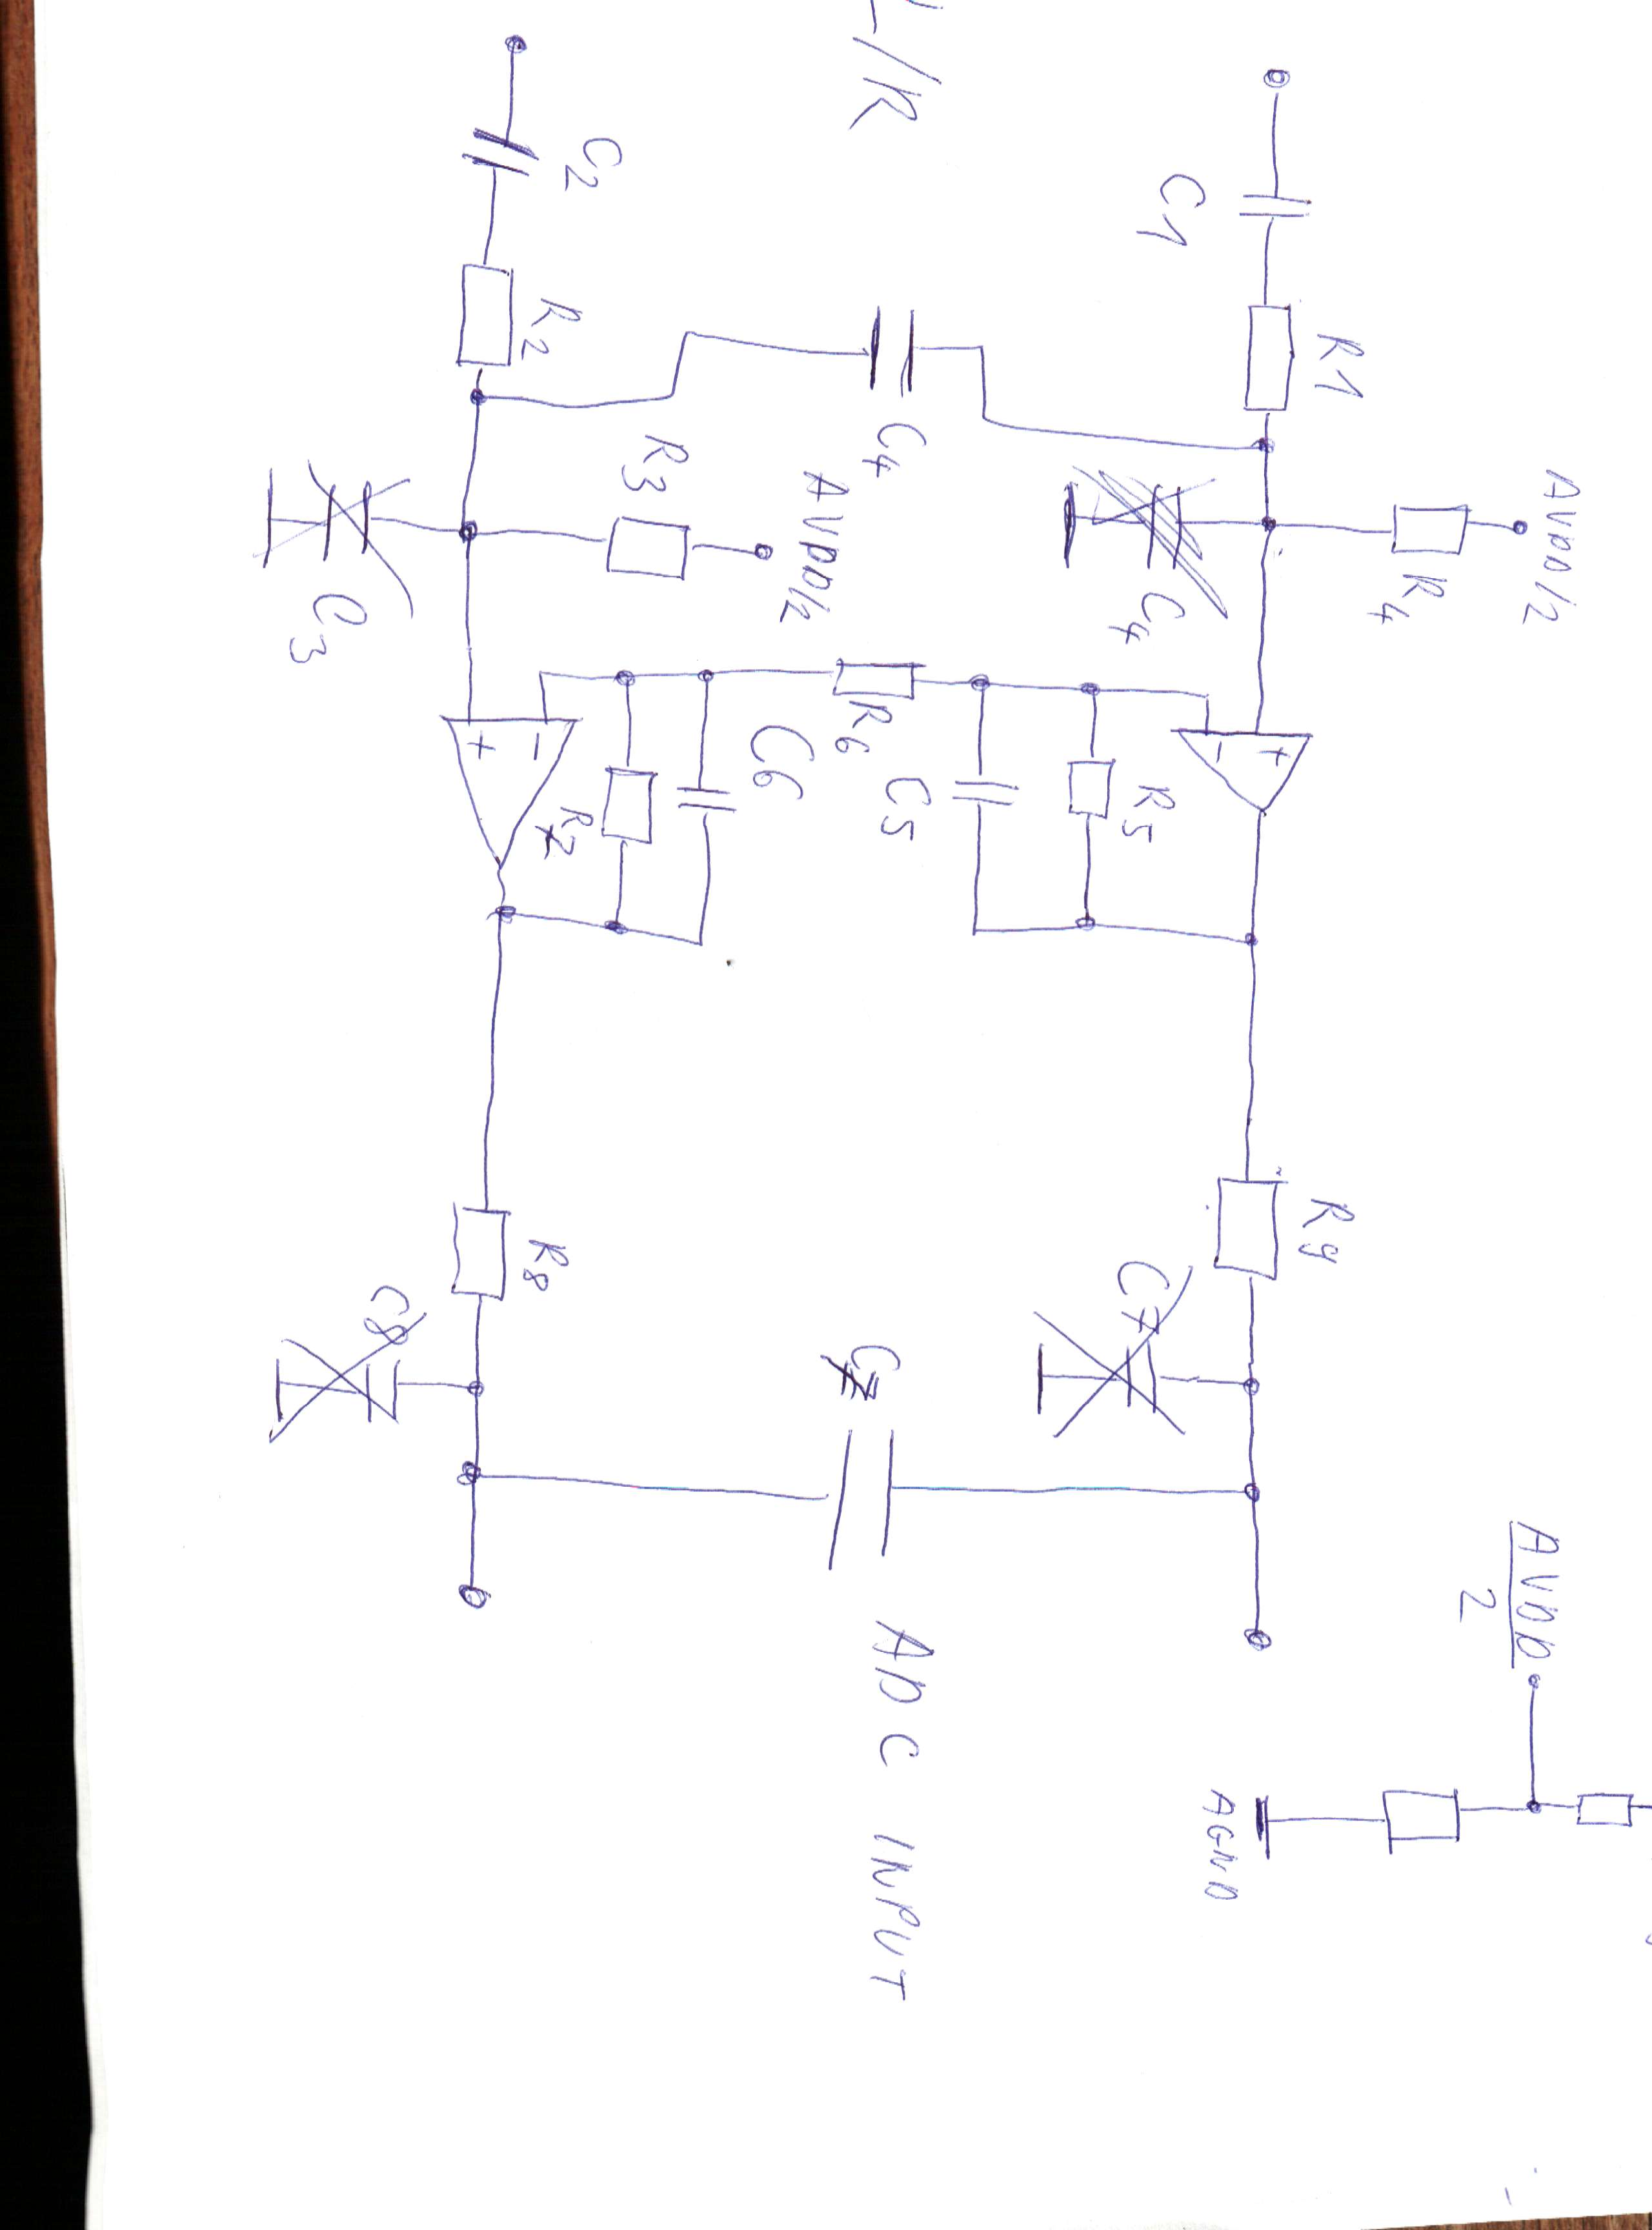 L/R
C1
R1
AVDD/2
R4
C4
C4
C2
R2
R3
AVDD/2
C3
R6
C5
R5
C6
R7
R9
C7
R8
C8
C7
ADC INPUT
AVDD
2
AGND
+
-
-
+